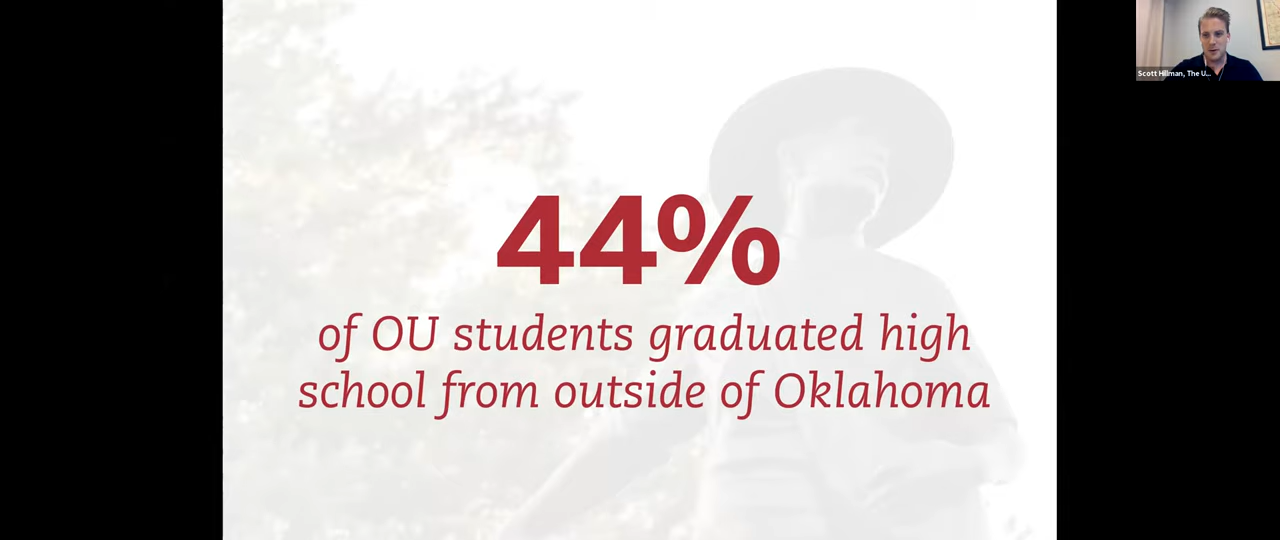 Scott Hillman, The U...
44%
of OU students graduated high
school from outside of Oklahoma